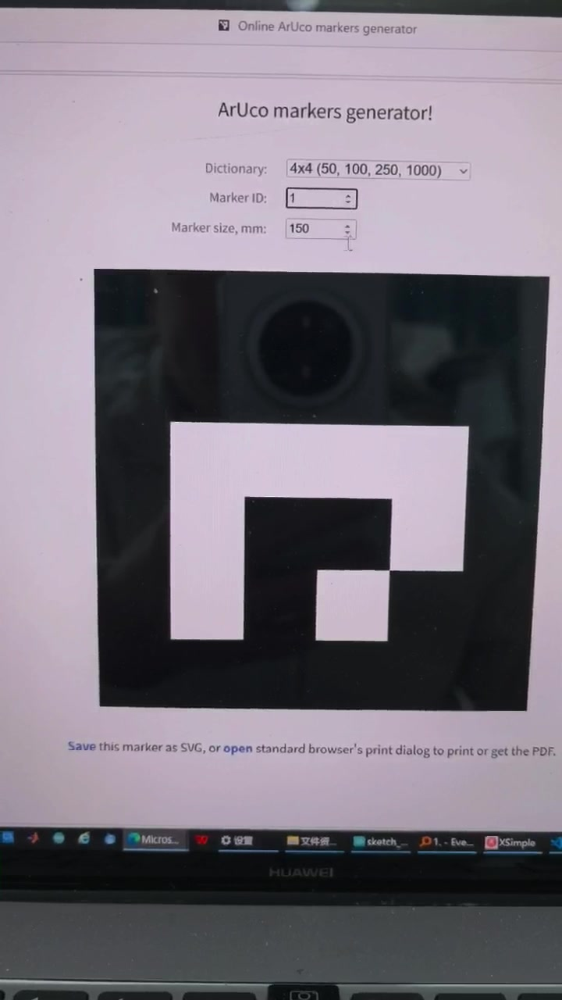 Online ArUco markers generator
ArUco markers generator!
Dictionary: 4x4 (50, 100, 250, 1000)
Marker ID: 1
Marker size, mm: 150
Save this marker as SVG, or open standard browser's print dialog to print or get the PDF.
Micros... 设置 文件资... sketch_... 1. - Eve... XSimple
HUAWEI